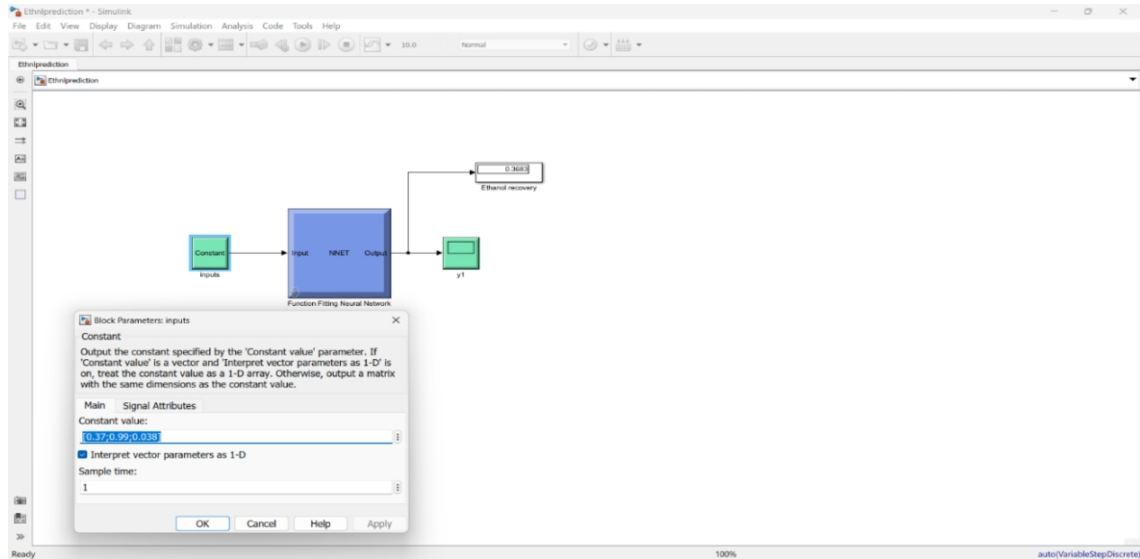 Ethnlprediction * - Simulink
File Edit View Display Diagram Simulation Analysis Code Tools Help
10.0 Normal
Ethnlprediction
Ethnlprediction
0.3683
Ethanol recovery
Constant
inputs
Input NNET Output
Function Fitting Neural Network
y1
Block Parameters: inputs
Constant
Output the constant specified by the 'Constant value' parameter. If
'Constant value' is a vector and 'Interpret vector parameters as 1-D' is
on, treat the constant value as a 1-D array. Otherwise, output a matrix
with the same dimensions as the constant value.
Main Signal Attributes
Constant value:
[0.37;0.99;0.038]
Interpret vector parameters as 1-D
Sample time:
1
OK Cancel Help Apply
Ready 100% auto(VariableStepDiscrete)